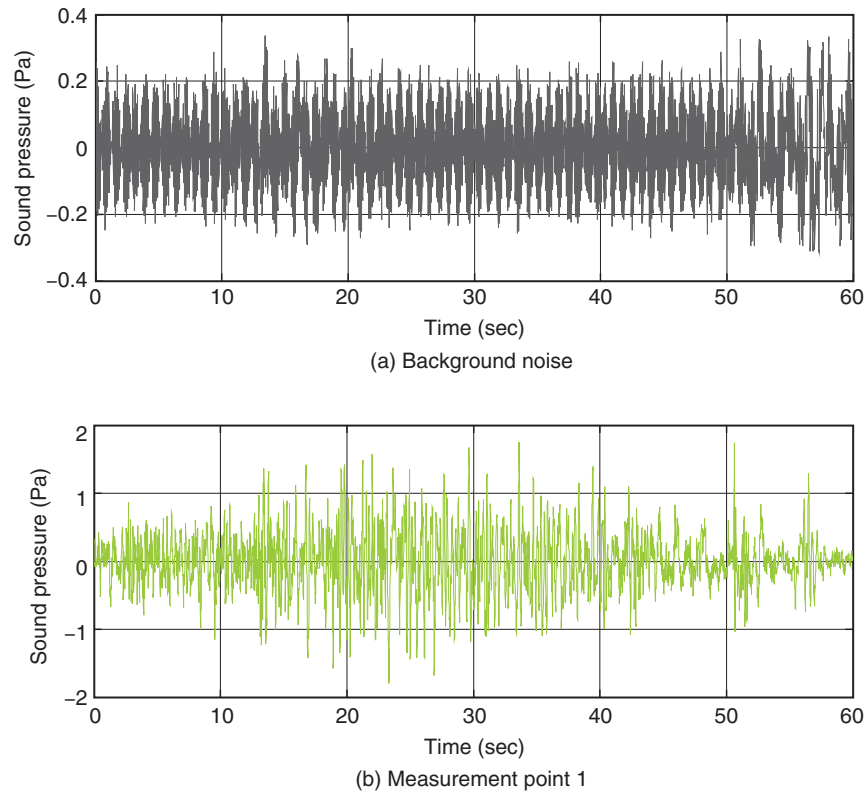 Sound pressure (Pa)
0.4
0.2
0
−0.2
−0.4
0 10 20 30 40 50 60
Time (sec)
(a) Background noise
Sound pressure (Pa)
2
1
0
−1
−2
0 10 20 30 40 50 60
Time (sec)
(b) Measurement point 1